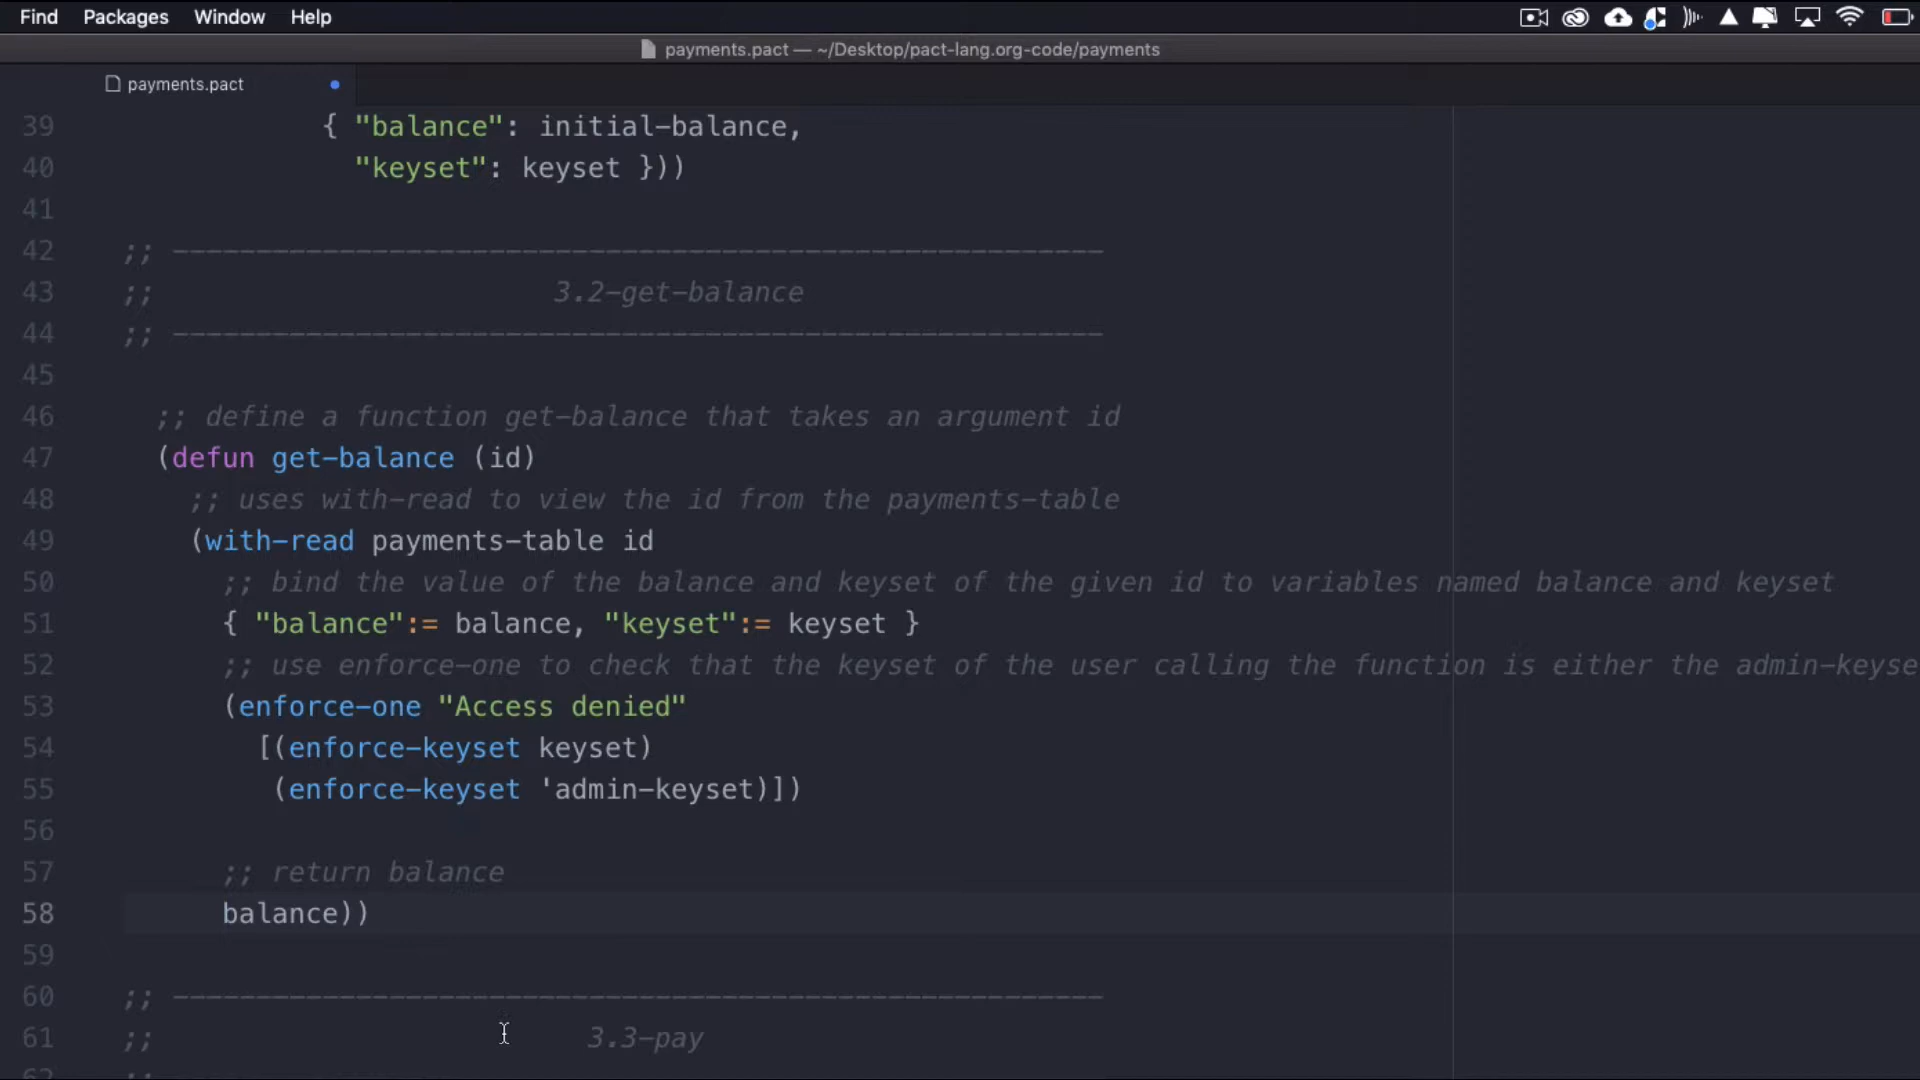 Find Packages Window Help
payments.pact — ~/Desktop/pact-lang.org-code/payments
payments.pact
39 { "balance": initial-balance,
40 "keyset": keyset }))
41
42 ;; --------------------------------------------------------
43 ;; 3.2-get-balance
44 ;; --------------------------------------------------------
45
46 ;; define a function get-balance that takes an argument id
47 (defun get-balance (id)
48 ;; uses with-read to view the id from the payments-table
49 (with-read payments-table id
50 ;; bind the value of the balance and keyset of the given id to variables named balance and keyset
51 { "balance":= balance, "keyset":= keyset }
52 ;; use enforce-one to check that the keyset of the user calling the function is either the admin-keyse
53 (enforce-one "Access denied"
54 [(enforce-keyset keyset)
55 (enforce-keyset 'admin-keyset)])
56
57 ;; return balance
58 balance))
59
60 ;; --------------------------------------------------------
61 ;; 3.3-pay
62 ;;